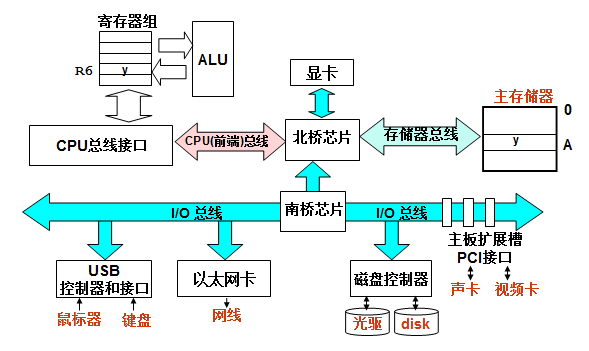 寄存器组
ALU
R6
y
显卡
主存储器
0
CPU总线接口
CPU(前端)总线
北桥芯片
存储器总线
y
A
I/O 总线
南桥芯片
I/O 总线
主板扩展槽
PCI接口
USB
控制器和接口
以太网卡
磁盘控制器
声卡
视频卡
鼠标器
键盘
网线
光驱
disk